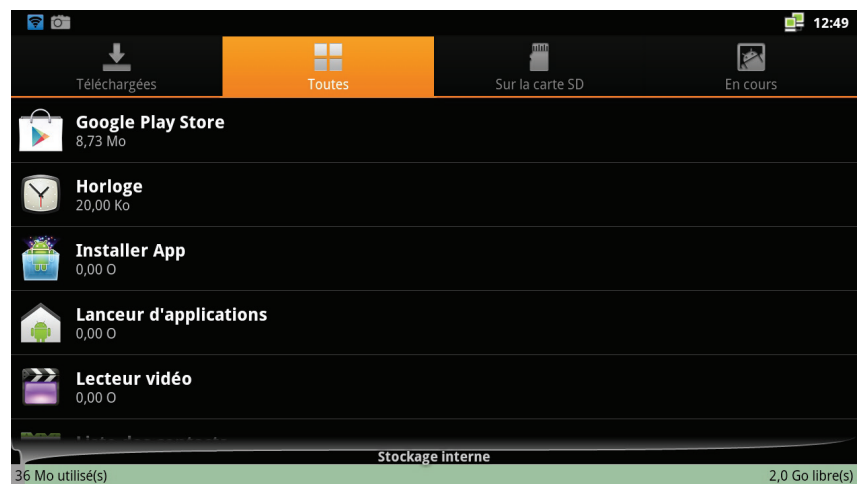 12:49
Téléchargées
Toutes
Sur la carte SD
En cours
Google Play Store
8,73 Mo
Horloge
20,00 Ko
Installer App
0,00 O
Lanceur d'applications
0,00 O
Lecteur vidéo
0,00 O
Stockage interne
36 Mo utilisé(s)
2,0 Go libre(s)